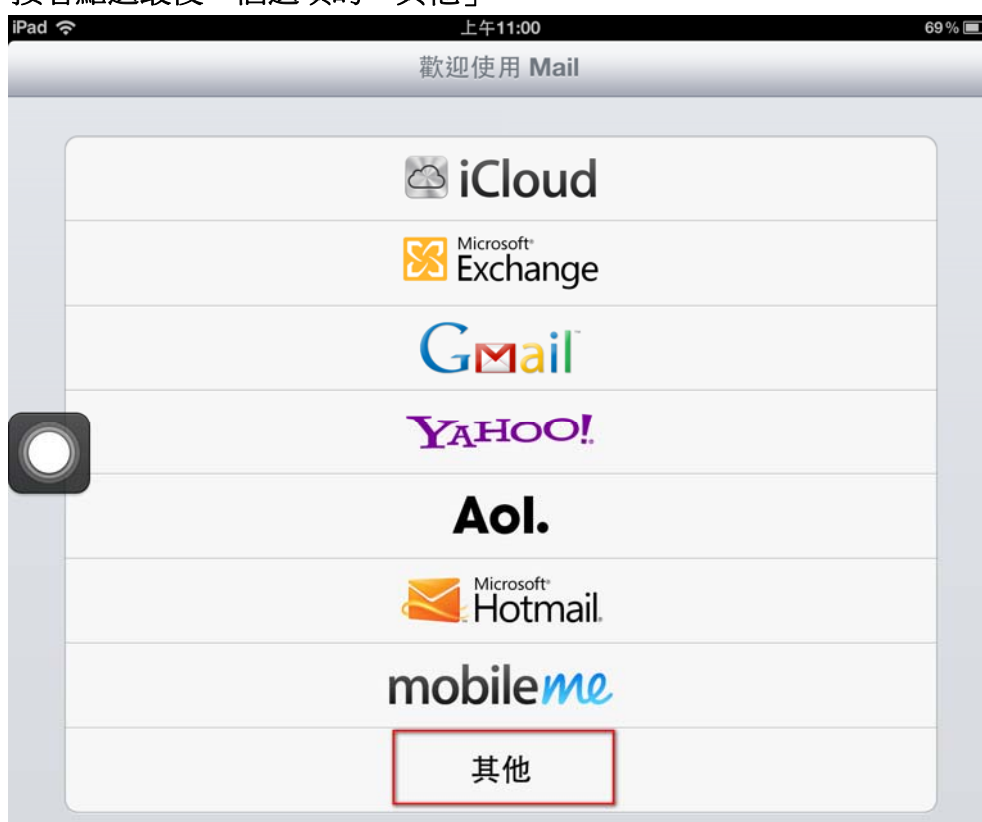 iPad 上午11:00 69%
歡迎使用 Mail
iCloud
Microsoft®
Exchange
Gmail™
YAHOO!
Aol.
Microsoft®
Hotmail®
mobileme
其他